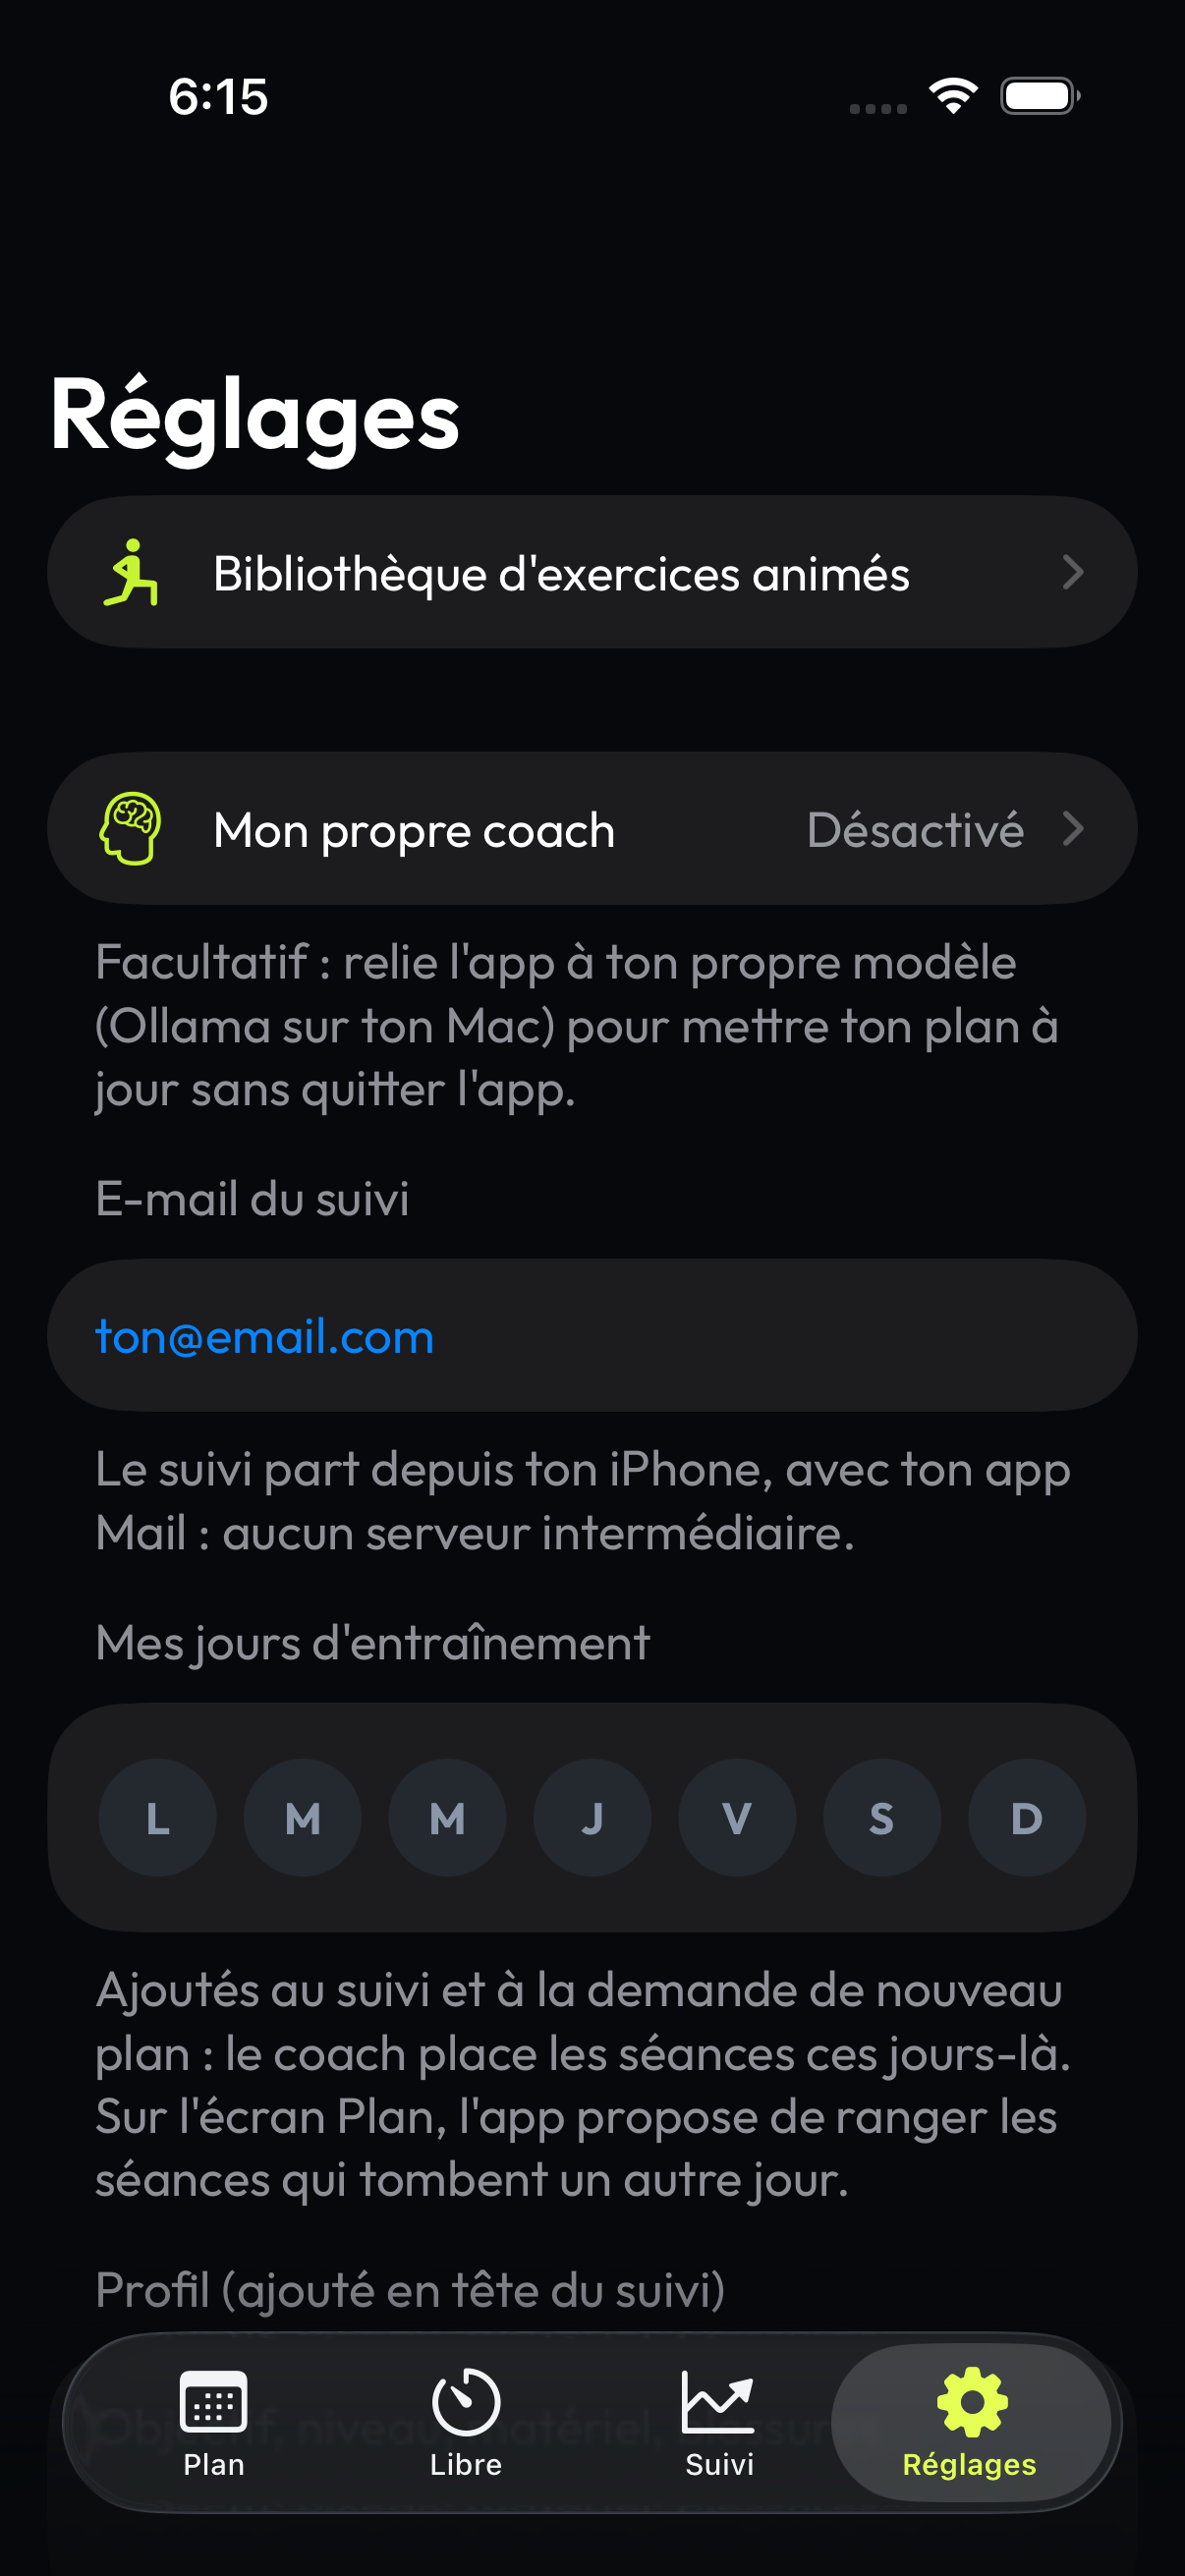 6:15
Réglages
Bibliothèque d'exercices animés
Mon propre coach
Désactivé
Facultatif : relie l'app à ton propre modèle
(Ollama sur ton Mac) pour mettre ton plan à
jour sans quitter l'app.
E-mail du suivi
ton@email.com
Le suivi part depuis ton iPhone, avec ton app
Mail : aucun serveur intermédiaire.
Mes jours d'entraînement
L M M J V S D
Ajoutés au suivi et à la demande de nouveau
plan : le coach place les séances ces jours-là.
Sur l'écran Plan, l'app propose de ranger les
séances qui tombent un autre jour.
Profil (ajouté en tête du suivi)
Plan Libre Suivi Réglages